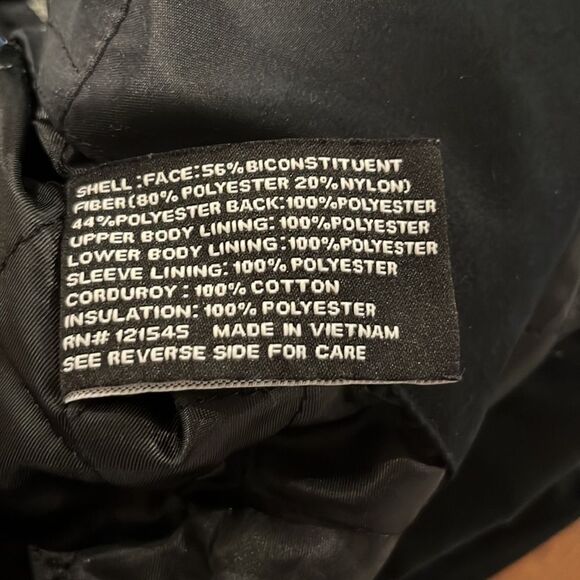 SHELL :FACE:56% BICONSTITUENT
FIBER(80% POLYESTER 20% NYLON)
44%POLYESTER BACK:100%POLYESTER
UPPER BODY LINING: 100%POLYESTER
LOWER BODY LINING: 100%POLYESTER
SLEEVE LINING: 100% POLYESTER
CORDUROY : 100% COTTON
INSULATION: 100% POLYESTER
RN# 121545 MADE IN VIETNAM
SEE REVERSE SIDE FOR CARE